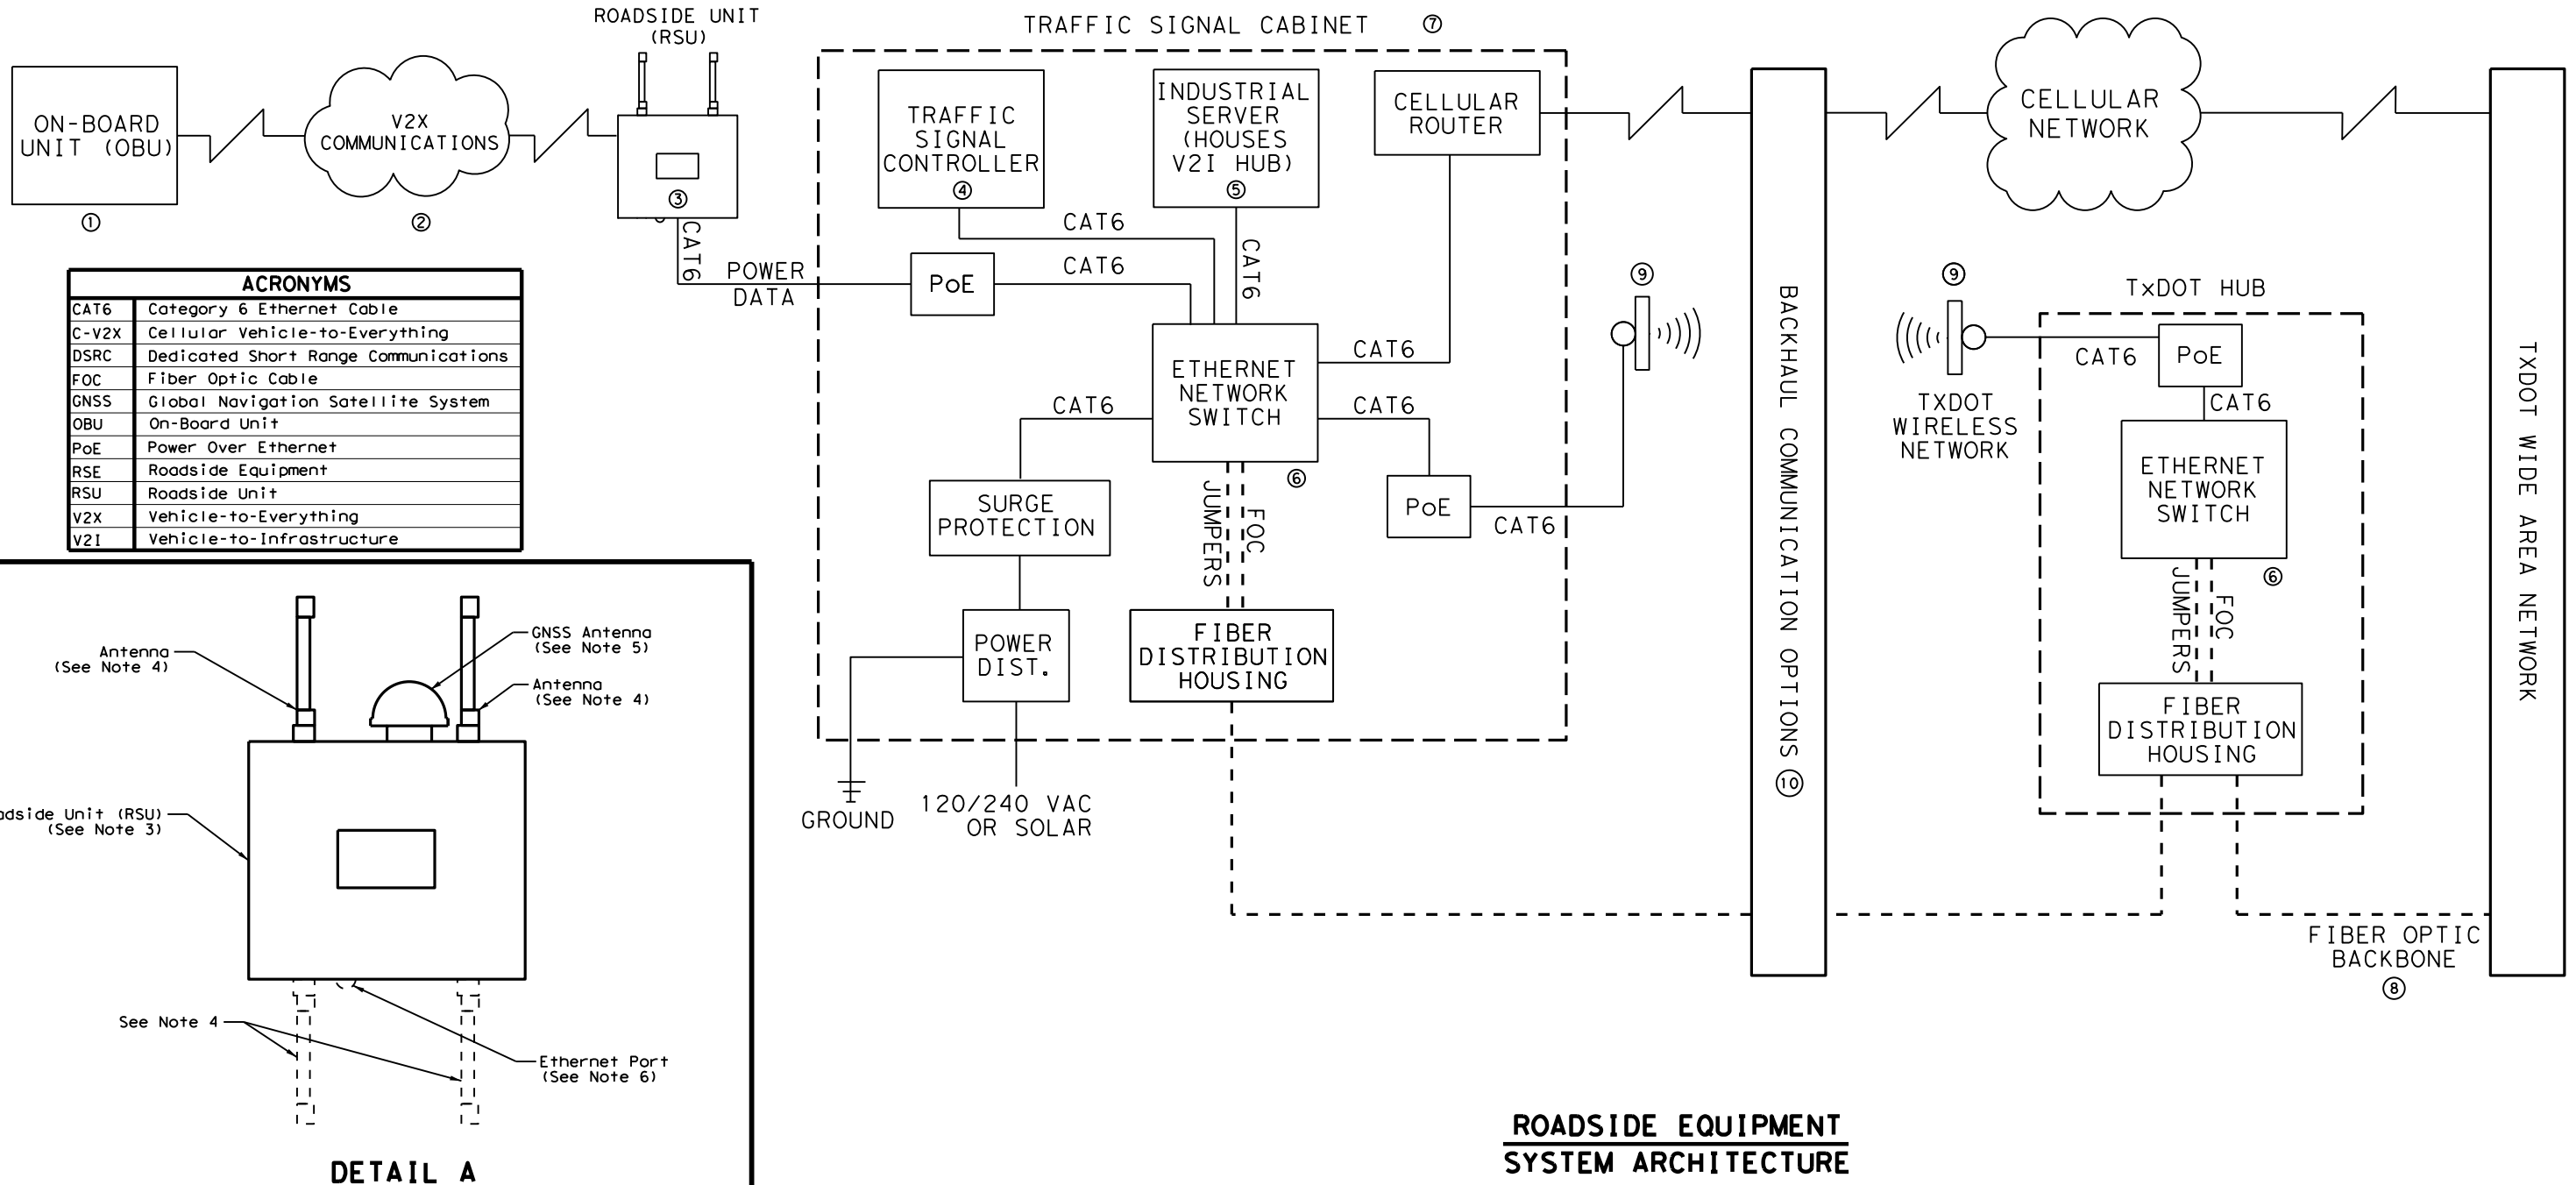 ROADSIDE UNIT
(RSU)
TRAFFIC SIGNAL CABINET ⑦
ON-BOARD
UNIT (OBU)
①
V2X
COMMUNICATIONS
②
③
CAT6
POWER
DATA
TRAFFIC
SIGNAL
CONTROLLER
④
INDUSTRIAL
SERVER
(HOUSES
V2I HUB)
⑤
CELLULAR
ROUTER
CAT6
CAT6
CAT6
PoE
ETHERNET
NETWORK
SWITCH
⑥
CAT6
CAT6
CAT6
SURGE
PROTECTION
PoE
CAT6
JUMPERS
FOC
POWER
DIST.
FIBER
DISTRIBUTION
HOUSING
GROUND
120/240 VAC
OR SOLAR
⑨
BACKHAUL COMMUNICATION OPTIONS ⑩
CELLULAR
NETWORK
⑨
TXDOT
WIRELESS
NETWORK
TxDOT HUB
CAT6
PoE
CAT6
ETHERNET
NETWORK
SWITCH
⑥
JUMPERS
FOC
FIBER
DISTRIBUTION
HOUSING
FIBER OPTIC
BACKBONE
⑧
TXDOT WIDE AREA NETWORK
ACRONYMS
CAT6 Category 6 Ethernet Cable
C-V2X Cellular Vehicle-to-Everything
DSRC Dedicated Short Range Communications
FOC Fiber Optic Cable
GNSS Global Navigation Satellite System
OBU On-Board Unit
PoE Power Over Ethernet
RSE Roadside Equipment
RSU Roadside Unit
V2X Vehicle-to-Everything
V2I Vehicle-to-Infrastructure
Antenna
(See Note 4)
GNSS Antenna
(See Note 5)
Antenna
(See Note 4)
adside Unit (RSU)
(See Note 3)
See Note 4
Ethernet Port
(See Note 6)
DETAIL A
ROADSIDE EQUIPMENT
SYSTEM ARCHITECTURE